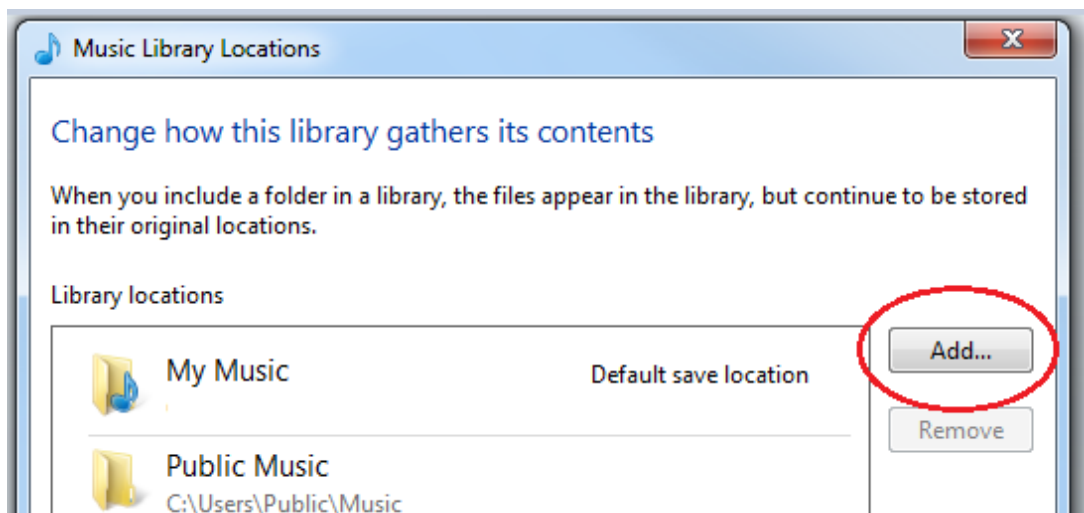 Music Library Locations
X
Change how this library gathers its contents
When you include a folder in a library, the files appear in the library, but continue to be stored
in their original locations.
Library locations
My Music Default save location
Add...
Remove
Public Music
C:\Users\Public\Music